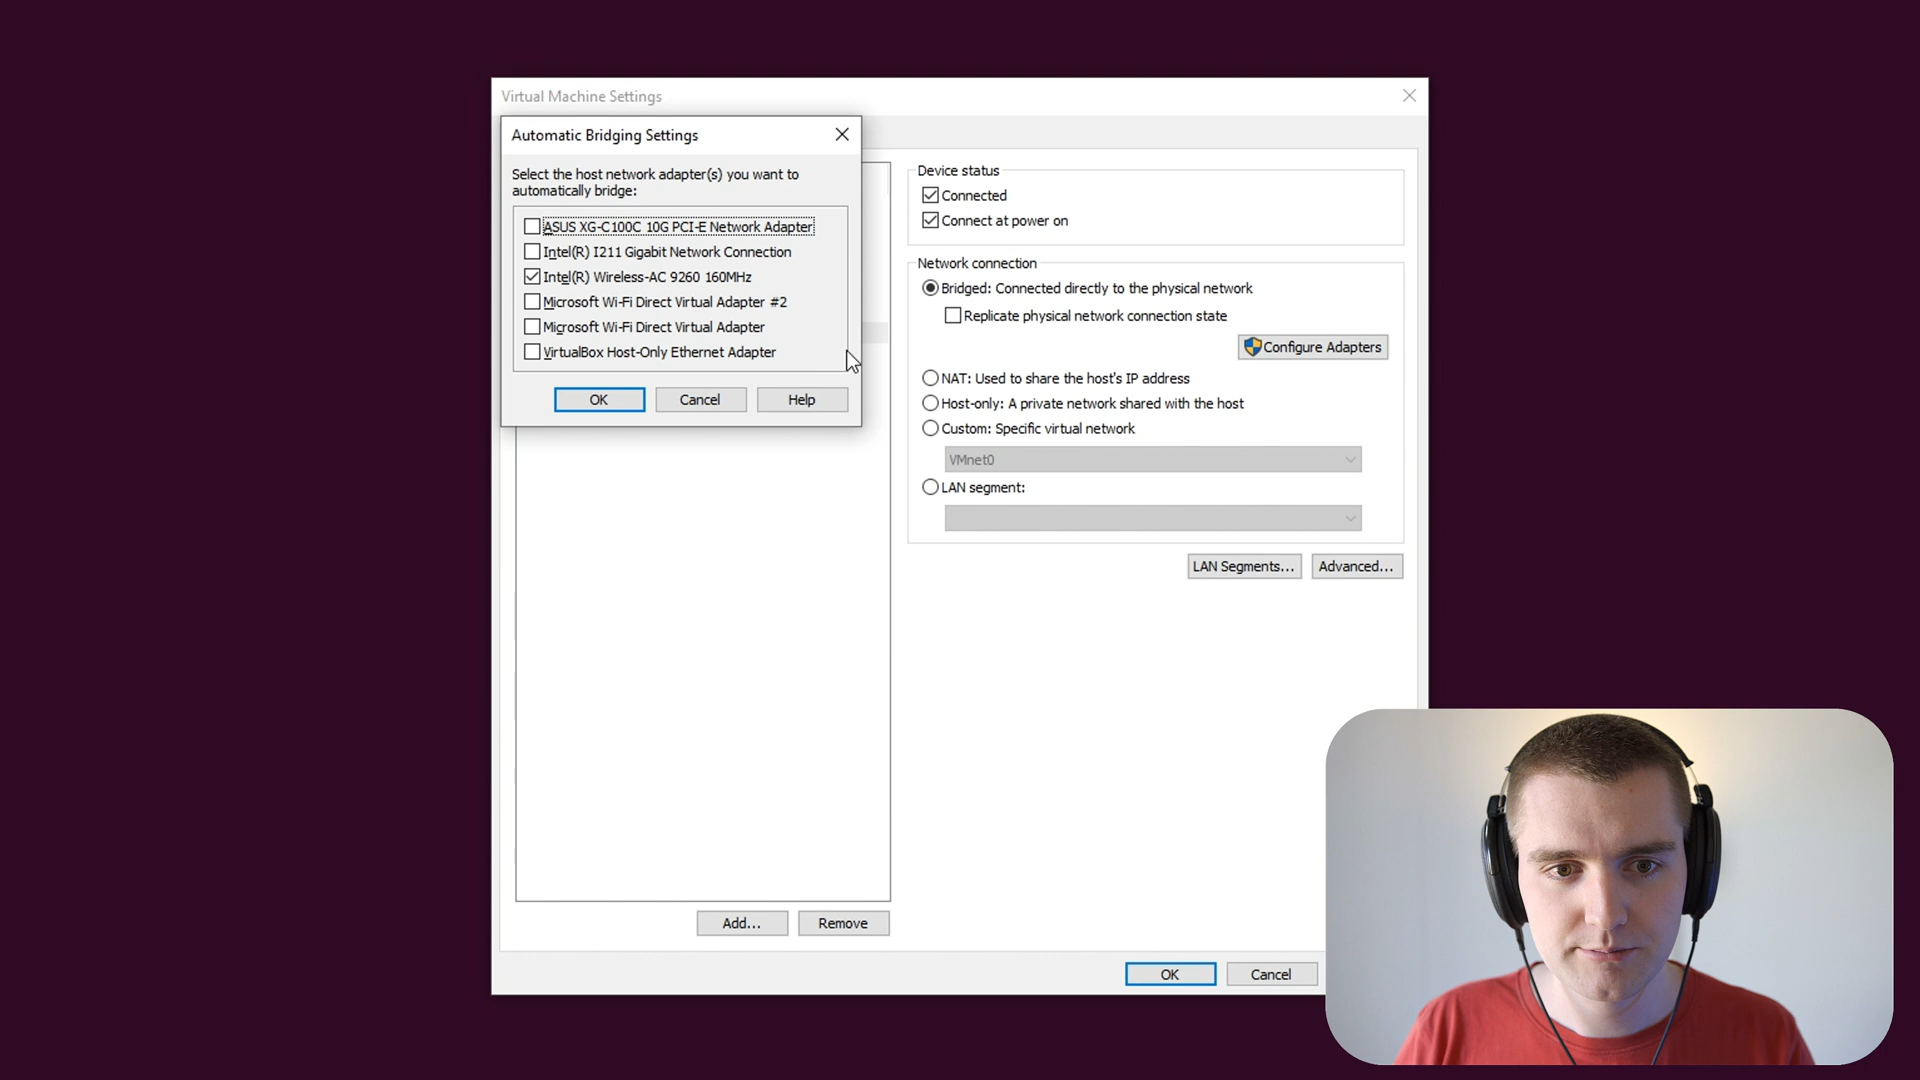 Virtual Machine Settings
Automatic Bridging Settings
Select the host network adapter(s) you want to
automatically bridge:
ASUS XG-C100C 10G PCI-E Network Adapter
Intel(R) I211 Gigabit Network Connection
Intel(R) Wireless-AC 9260 160MHz
Microsoft Wi-Fi Direct Virtual Adapter #2
Microsoft Wi-Fi Direct Virtual Adapter
VirtualBox Host-Only Ethernet Adapter
OK
Cancel
Help
Device status
Connected
Connect at power on
Network connection
Bridged: Connected directly to the physical network
Replicate physical network connection state
Configure Adapters
NAT: Used to share the host's IP address
Host-only: A private network shared with the host
Custom: Specific virtual network
VMnet0
LAN segment:
LAN Segments...
Advanced...
Add...
Remove
OK
Cancel